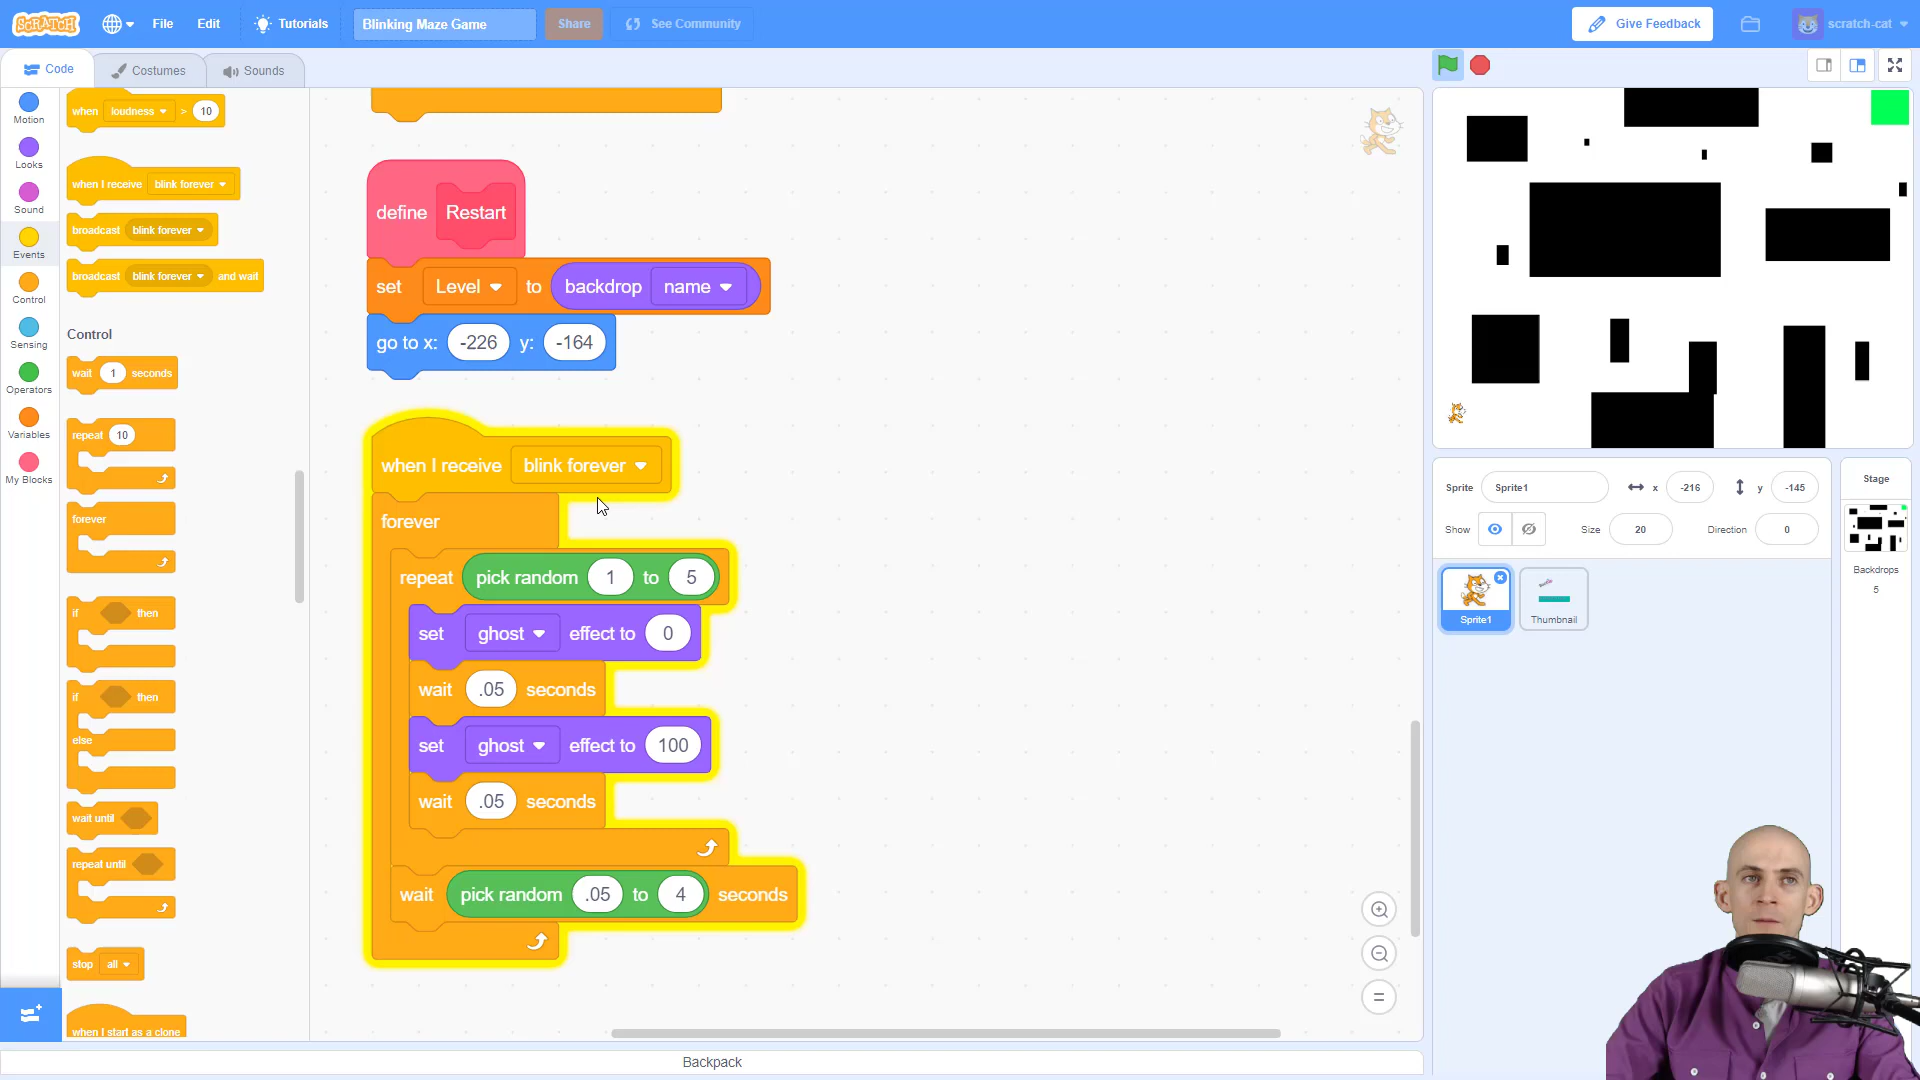 SCRATCH File Edit Tutorials Blinking Maze Game Share See Community Give Feedback scratch-cat
Code Costumes Sounds
Motion
Looks
Sound
Events
Control
Sensing
Operators
Variables
My Blocks
when loudness > 10
when I receive blink forever
broadcast blink forever
broadcast blink forever and wait
Control
wait 1 seconds
repeat 10
forever
if then
if then
else
wait until
repeat until
stop all
when I start as a clone
define Restart
set Level to backdrop name
go to x: -226 y: -164
when I receive blink forever
forever
repeat pick random 1 to 5
set ghost effect to 0
wait .05 seconds
set ghost effect to 100
wait .05 seconds
wait pick random .05 to 4 seconds
Backpack
Sprite Sprite1 x -216 y -145
Show Size 20 Direction 0
Sprite1
Thumbnail
Stage
Backdrops
5